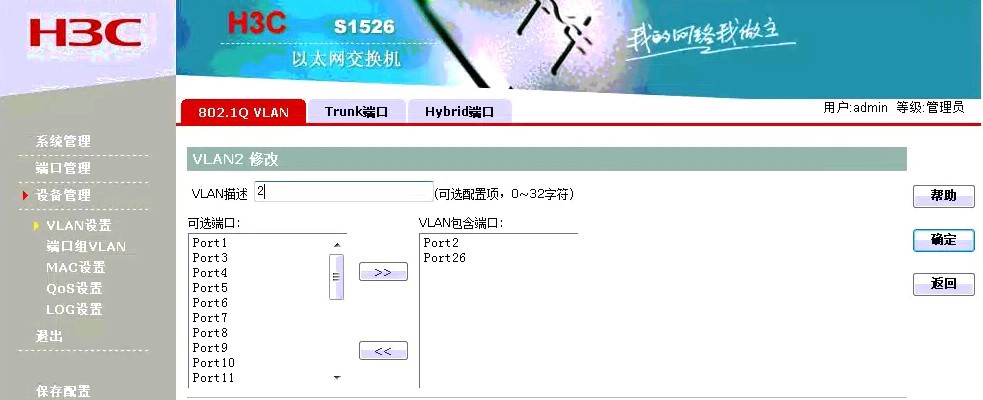 H3C
H3C S1526
以太网交换机
我的网络我做主
802.1Q VLAN
Trunk端口
Hybrid端口
用户:admin 等级:管理员
系统管理
端口管理
设备管理
VLAN设置
端口组VLAN
MAC设置
QoS设置
LOG设置
退出
保存配置
VLAN2 修改
VLAN描述 2 (可选配置项，0~32字符)
可选端口：
Port1
Port3
Port4
Port5
Port6
Port7
Port8
Port9
Port10
Port11
>>
<<
VLAN包含端口：
Port2
Port26
帮助
确定
返回